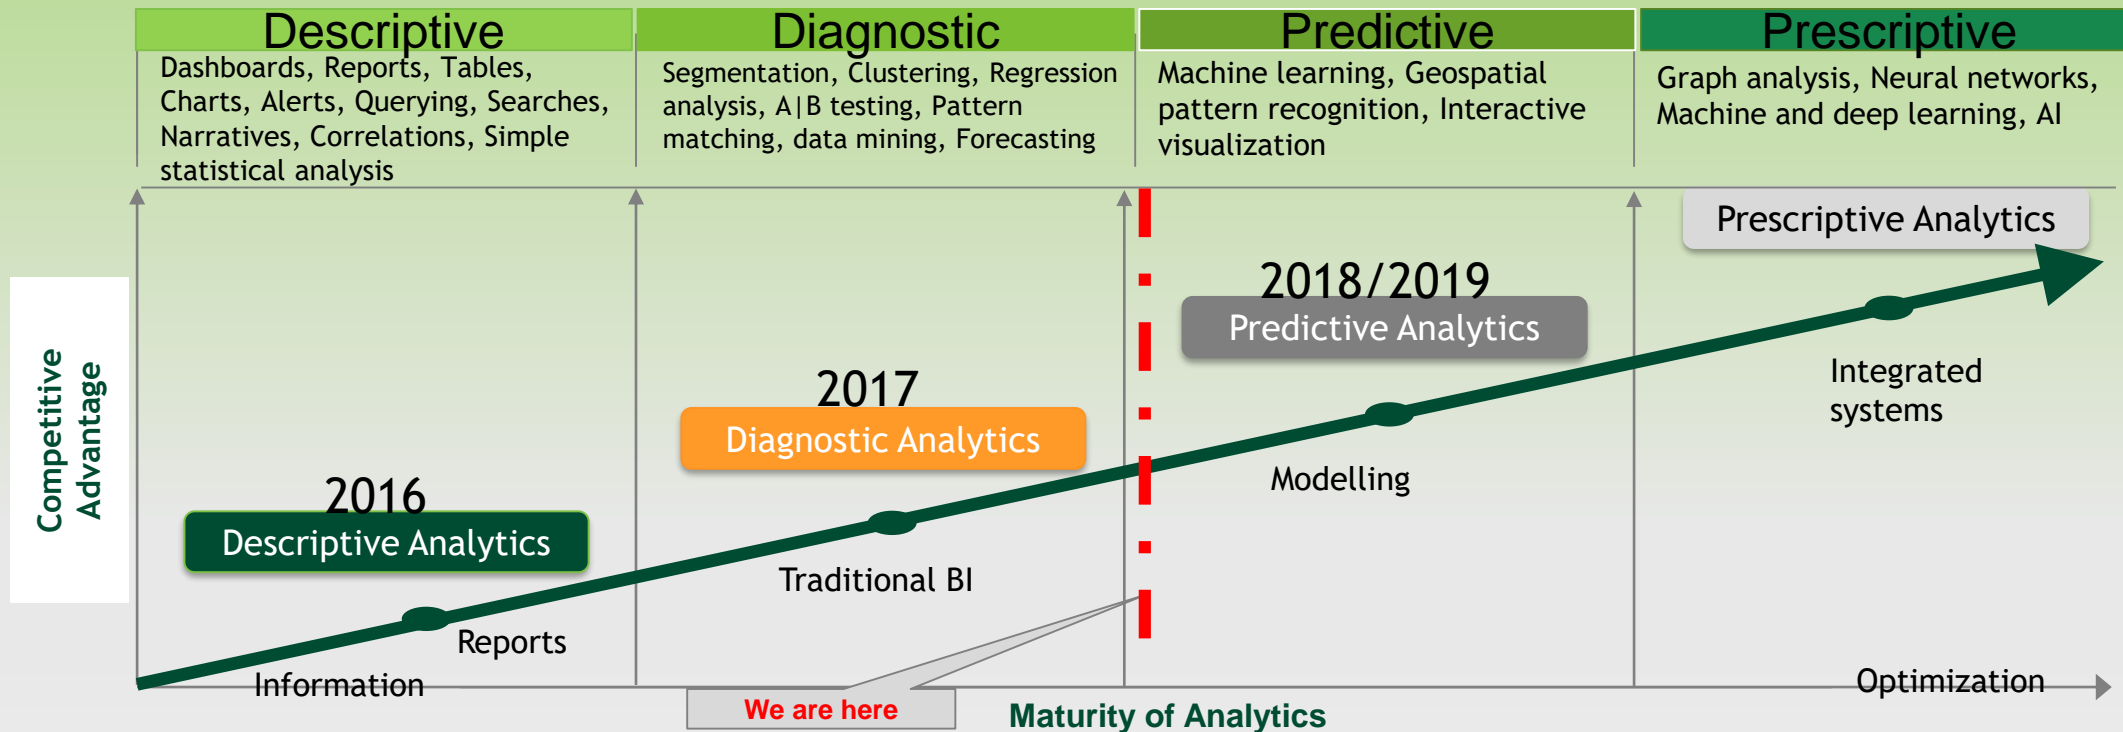 Descriptive
Dashboards, Reports, Tables,
Charts, Alerts, Querying, Searches,
Narratives, Correlations, Simple
statistical analysis
Diagnostic
Segmentation, Clustering, Regression
analysis, A|B testing, Pattern
matching, data mining, Forecasting
Predictive
Machine learning, Geospatial
pattern recognition, Interactive
visualization
Prescriptive
Graph analysis, Neural networks,
Machine and deep learning, AI
Competitive
Advantage
2016
Descriptive Analytics
Reports
Information
2017
Diagnostic Analytics
Traditional BI
2018/2019
Predictive Analytics
Modelling
Prescriptive Analytics
Integrated
systems
Optimization
We are here
Maturity of Analytics